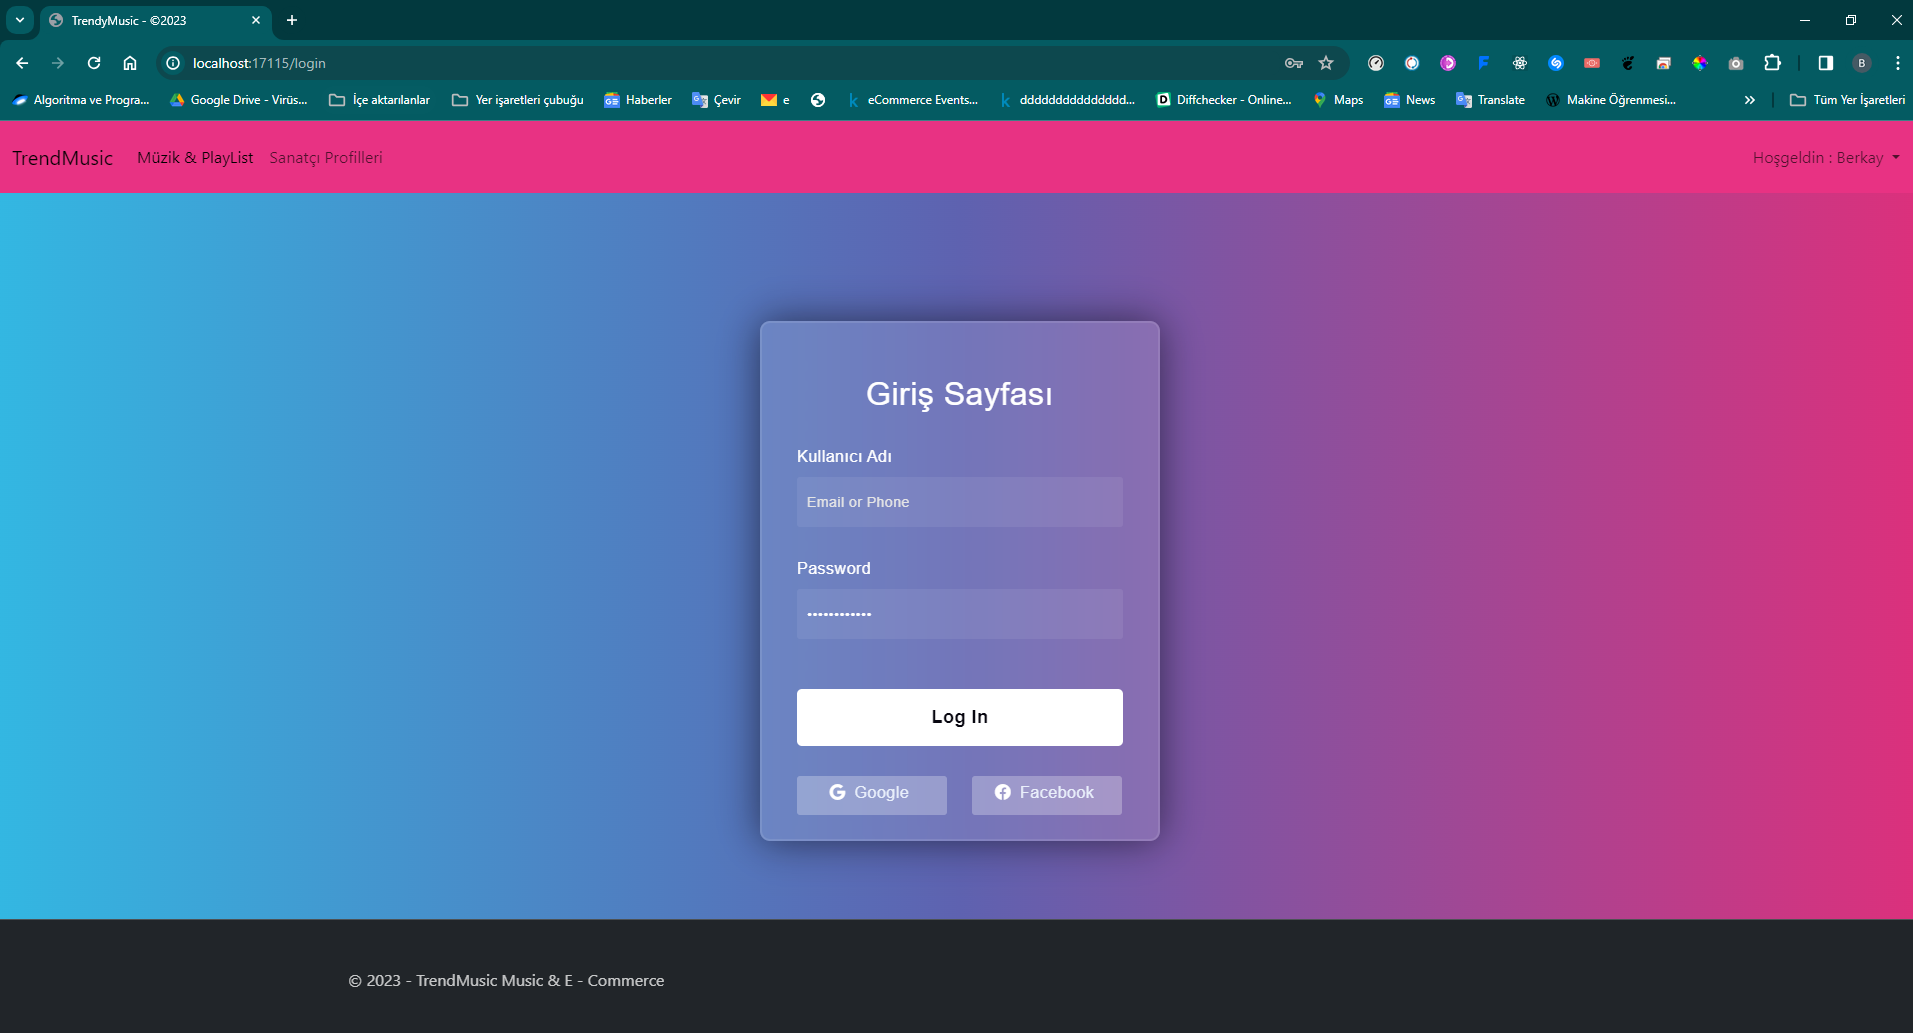 TrendyMusic - ©2023
localhost:17115/login
Algoritma ve Progra... Google Drive - Virüs... İçe aktarılanlar Yer işaretleri çubuğu Haberler Çevir e eCommerce Events... ddddddddddddddd... Diffchecker - Online... Maps News Translate Makine Öğrenmesi... Tüm Yer İşaretleri
TrendMusic Müzik & PlayList Sanatçı Profilleri Hoşgeldin : Berkay
Giriş Sayfası
Kullanıcı Adı
Email or Phone
Password
Log In
Google Facebook
© 2023 - TrendMusic Music & E - Commerce